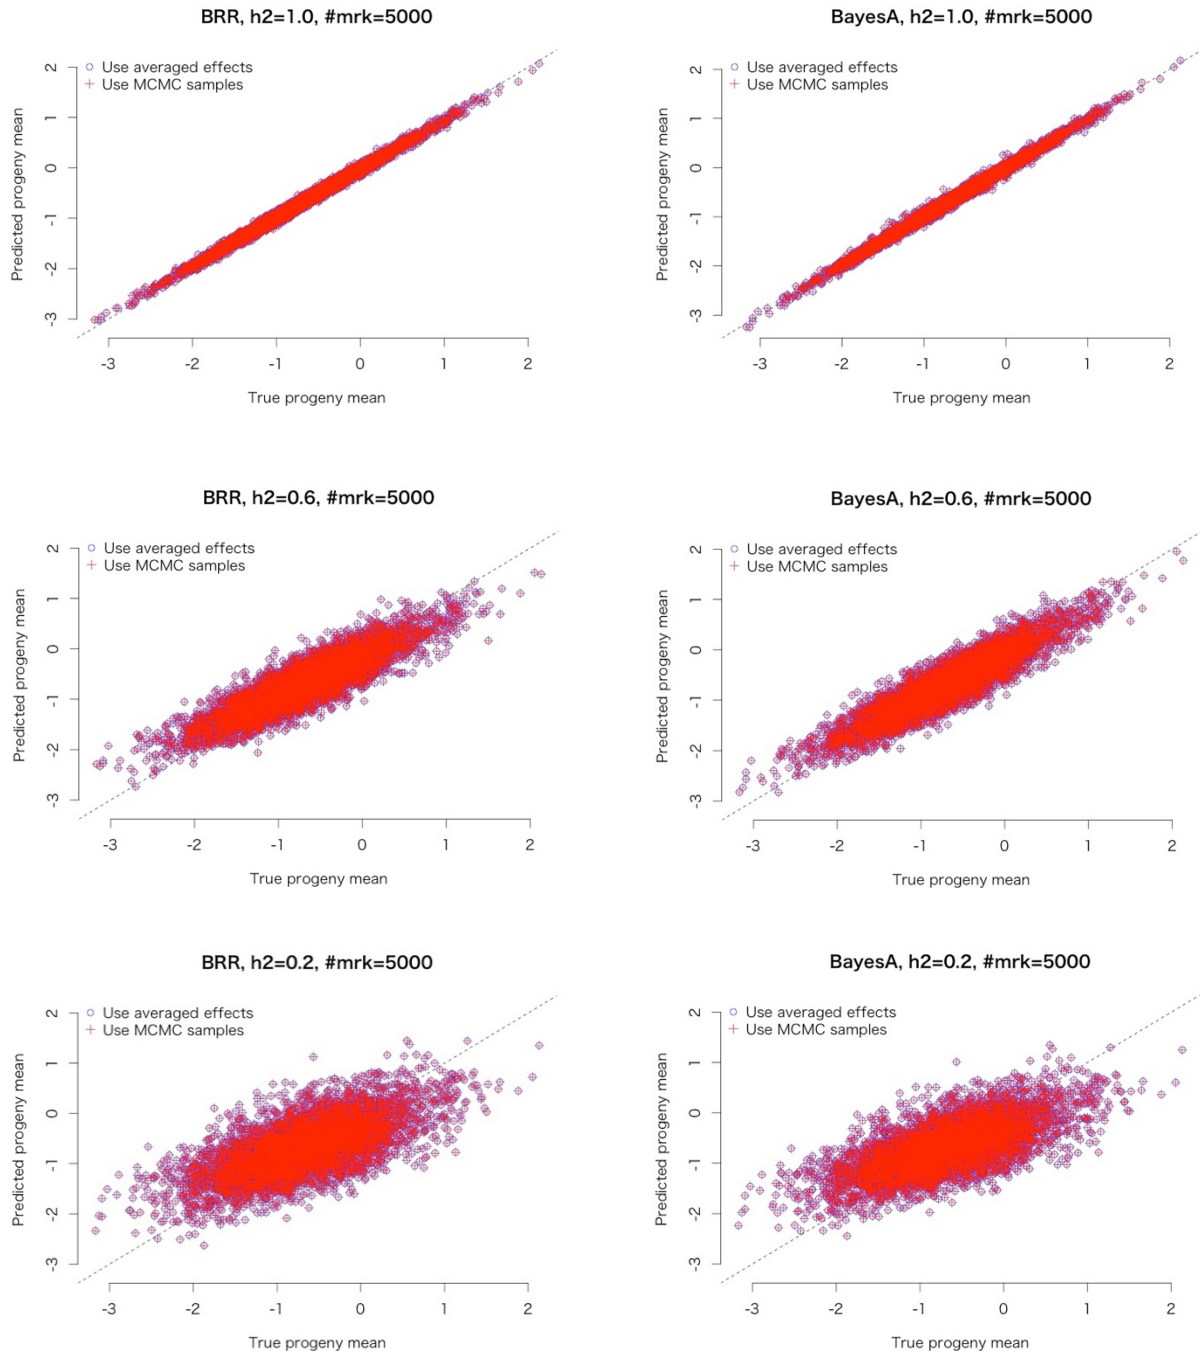 BRR, h2=1.0, #mrk=5000
Use averaged effects
Use MCMC samples
Predicted progeny mean
2
1
0
-1
-2
-3
-3 -2 -1 0 1 2
True progeny mean
BayesA, h2=1.0, #mrk=5000
Use averaged effects
Use MCMC samples
Predicted progeny mean
2
1
0
-1
-2
-3
-3 -2 -1 0 1 2
True progeny mean
BRR, h2=0.6, #mrk=5000
Use averaged effects
Use MCMC samples
Predicted progeny mean
2
1
0
-1
-2
-3
-3 -2 -1 0 1 2
True progeny mean
BayesA, h2=0.6, #mrk=5000
Use averaged effects
Use MCMC samples
Predicted progeny mean
2
1
0
-1
-2
-3
-3 -2 -1 0 1 2
True progeny mean
BRR, h2=0.2, #mrk=5000
Use averaged effects
Use MCMC samples
Predicted progeny mean
2
1
0
-1
-2
-3
-3 -2 -1 0 1 2
True progeny mean
BayesA, h2=0.2, #mrk=5000
Use averaged effects
Use MCMC samples
Predicted progeny mean
2
1
0
-1
-2
-3
-3 -2 -1 0 1 2
True progeny mean